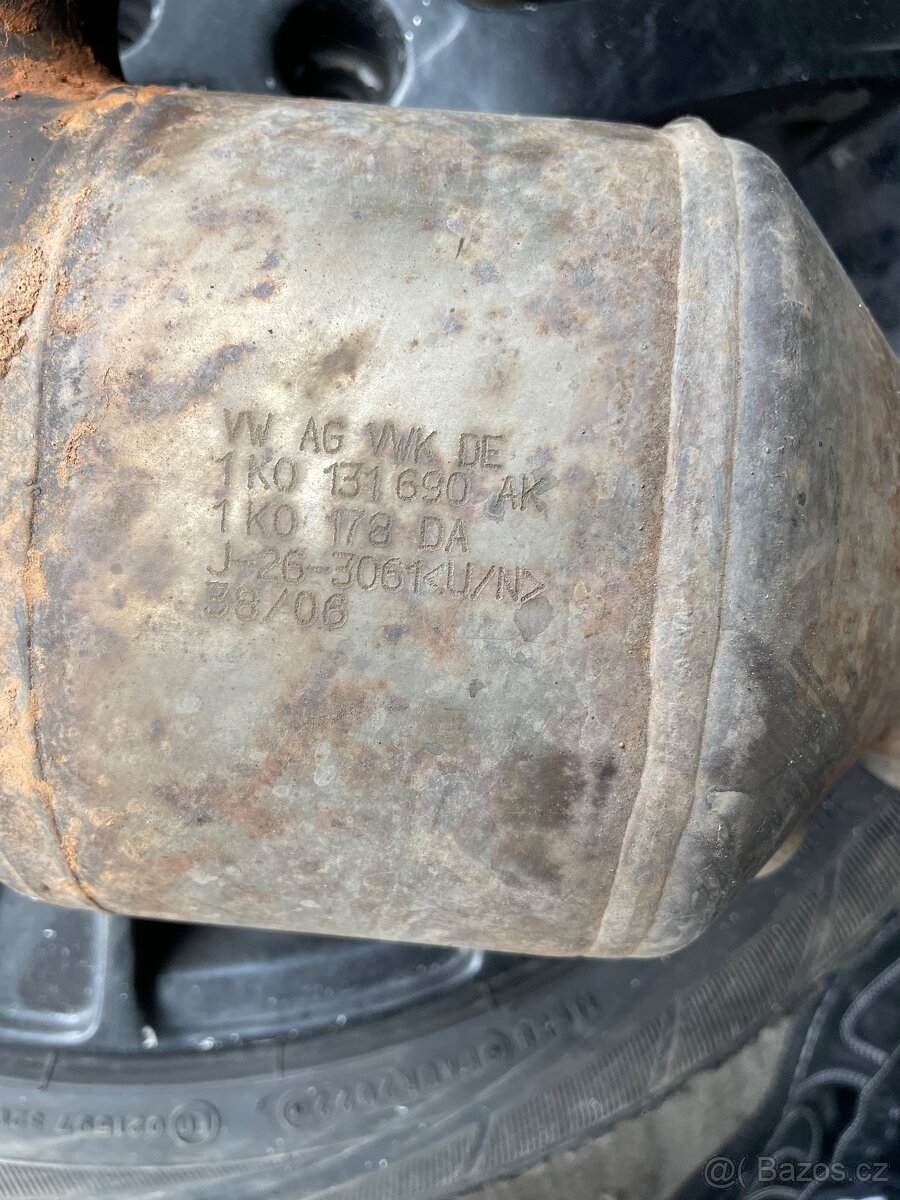 VW AG VWK DE
1K0 131 690 AK
1K0 178 DA
J-26-3061<U/N>
38/06
@( Bazos.cz